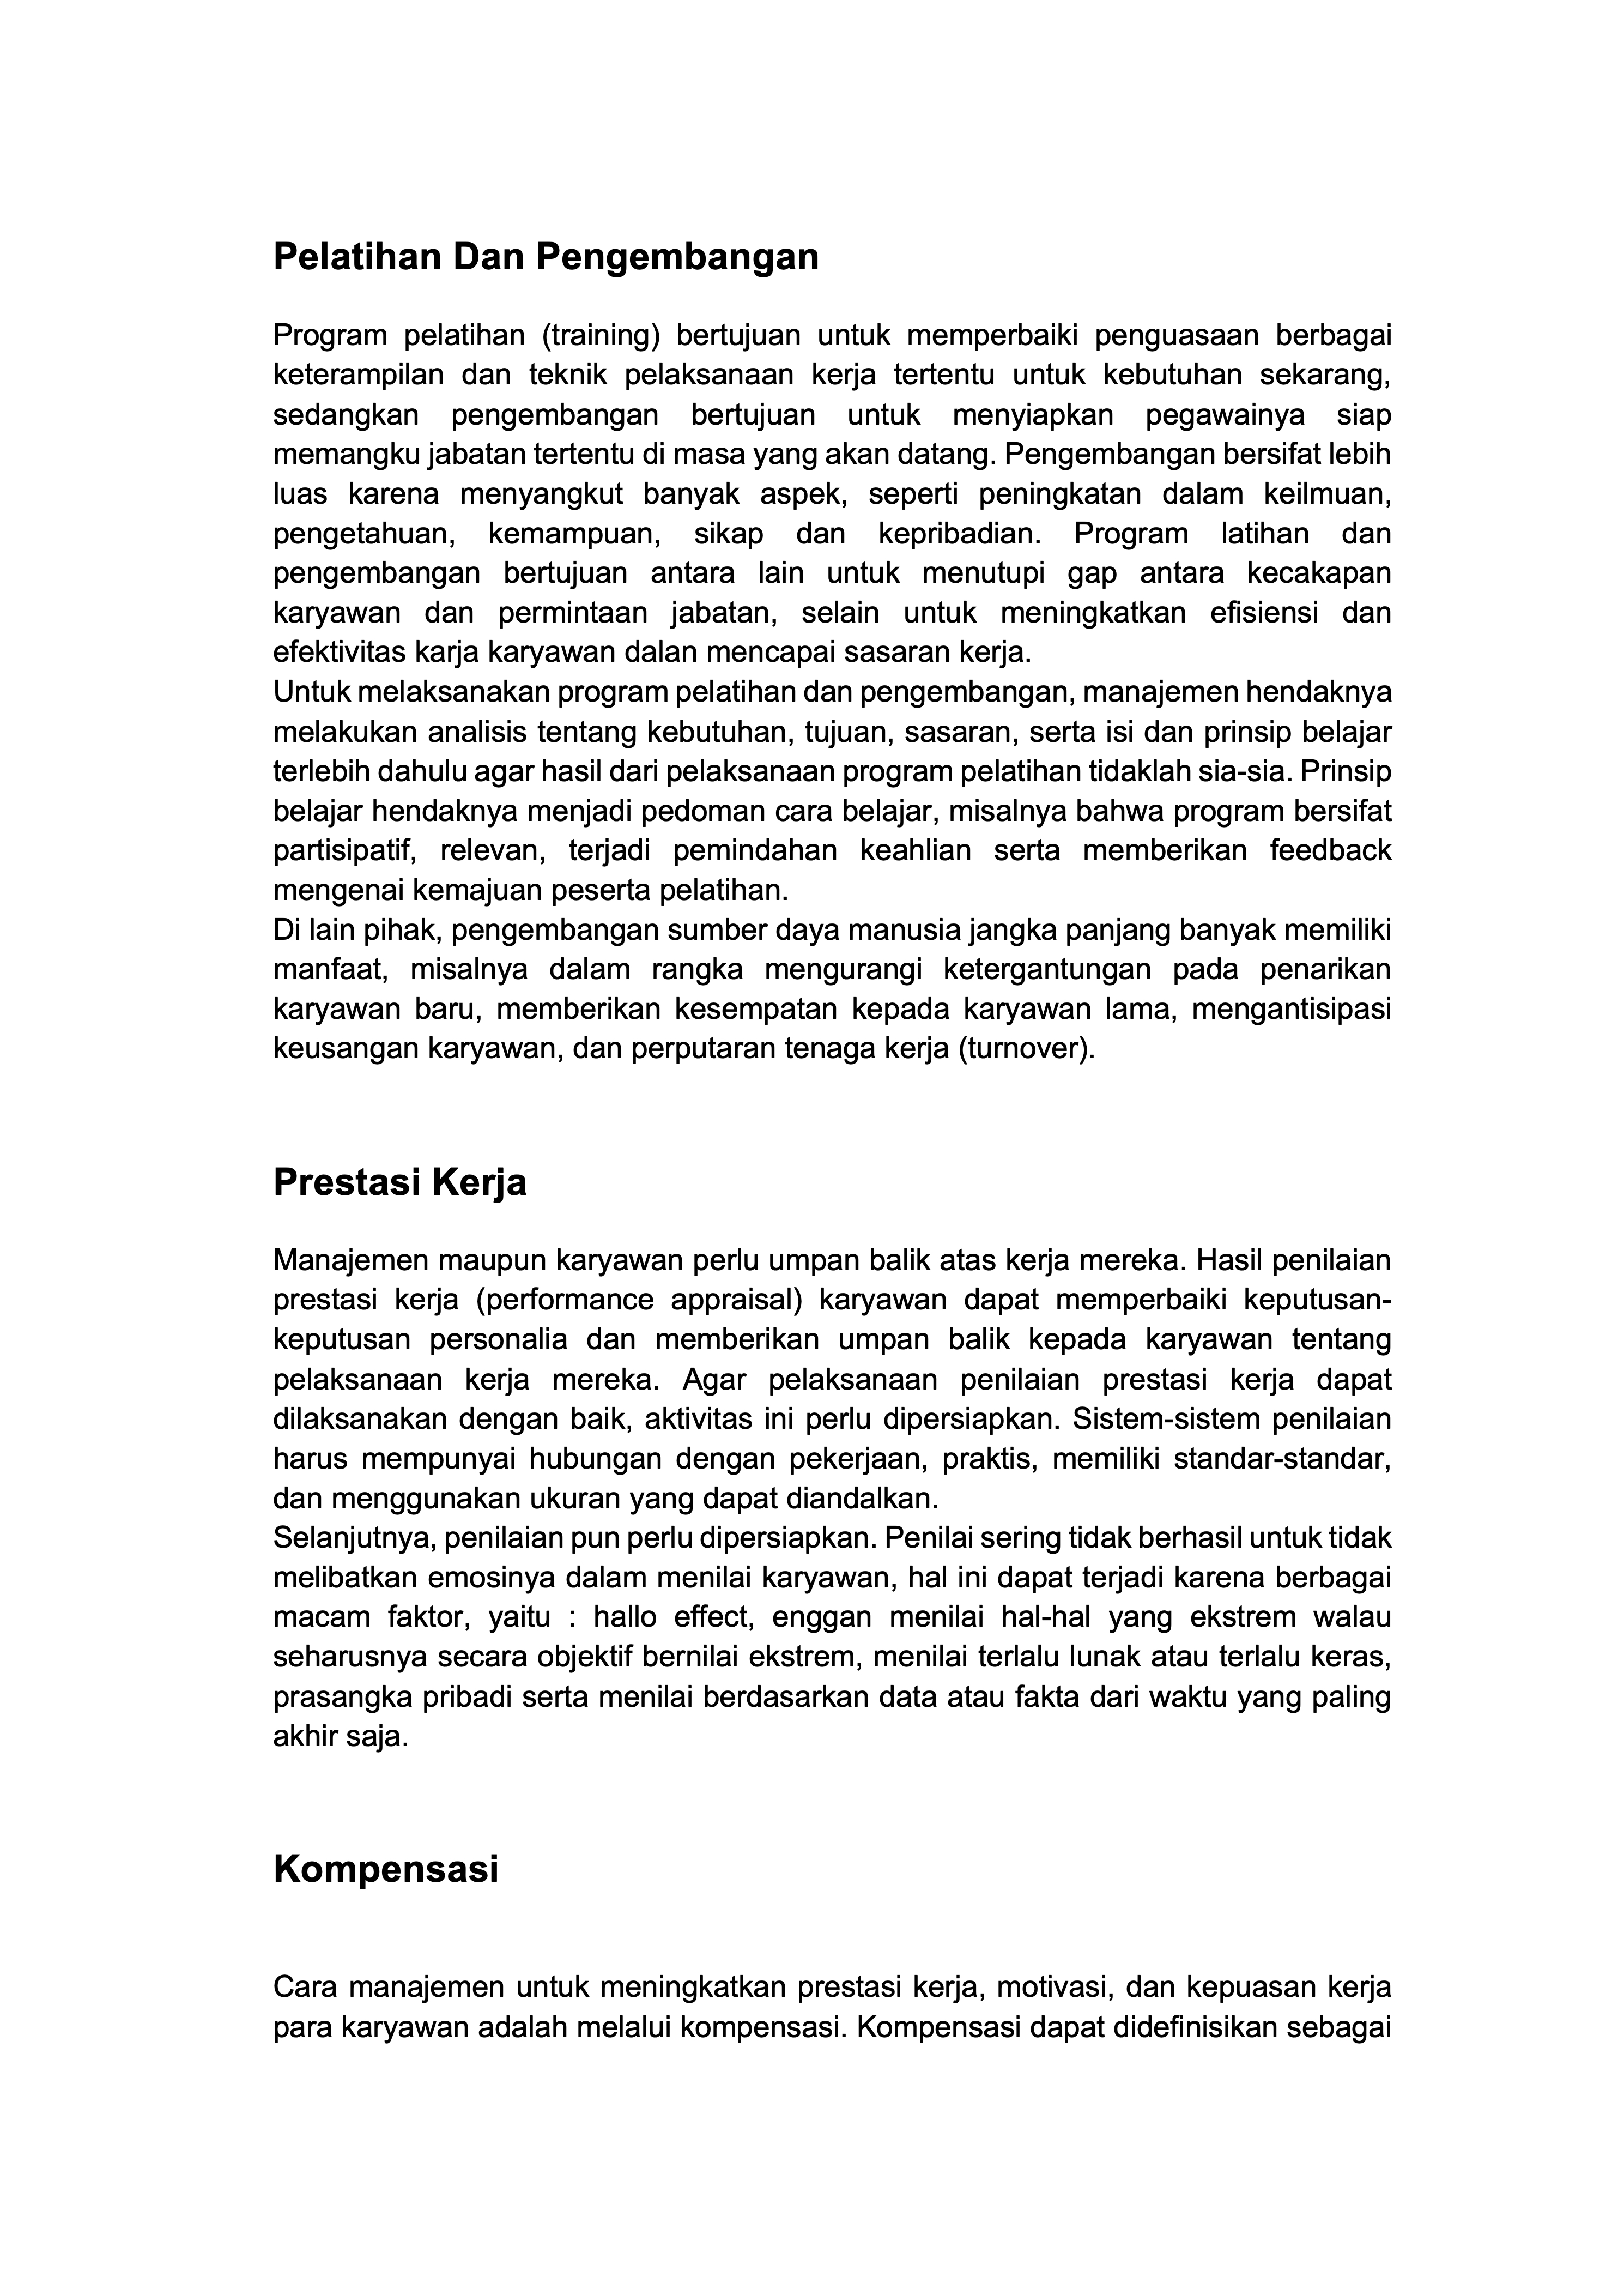 Pelatihan Dan Pengembangan
Program pelatihan (training) bertujuan untuk memperbaiki penguasaan berbagai
keterampilan dan teknik pelaksanaan kerja tertentu untuk kebutuhan sekarang,
sedangkan pengembangan bertujuan untuk menyiapkan pegawainya siap
memangku jabatan tertentu di masa yang akan datang. Pengembangan bersifat lebih
luas karena menyangkut banyak aspek, seperti peningkatan dalam keilmuan,
pengetahuan, kemampuan, sikap dan kepribadian. Program latihan dan
pengembangan bertujuan antara lain untuk menutupi gap antara kecakapan
karyawan dan permintaan jabatan, selain untuk meningkatkan efisiensi dan
efektivitas karja karyawan dalan mencapai sasaran kerja.
Untuk melaksanakan program pelatihan dan pengembangan, manajemen hendaknya
melakukan analisis tentang kebutuhan, tujuan, sasaran, serta isi dan prinsip belajar
terlebih dahulu agar hasil dari pelaksanaan program pelatihan tidaklah sia-sia. Prinsip
belajar hendaknya menjadi pedoman cara belajar, misalnya bahwa program bersifat
partisipatif, relevan, terjadi pemindahan keahlian serta memberikan feedback
mengenai kemajuan peserta pelatihan.
Di lain pihak, pengembangan sumber daya manusia jangka panjang banyak memiliki
manfaat, misalnya dalam rangka mengurangi ketergantungan pada penarikan
karyawan baru, memberikan kesempatan kepada karyawan lama, mengantisipasi
keusangan karyawan, dan perputaran tenaga kerja (turnover).
Prestasi Kerja
Manajemen maupun karyawan perlu umpan balik atas kerja mereka. Hasil penilaian
prestasi kerja (performance appraisal) karyawan dapat memperbaiki keputusan-
keputusan personalia dan memberikan umpan balik kepada karyawan tentang
pelaksanaan kerja mereka. Agar pelaksanaan penilaian prestasi kerja dapat
dilaksanakan dengan baik, aktivitas ini perlu dipersiapkan. Sistem-sistem penilaian
harus mempunyai hubungan dengan pekerjaan, praktis, memiliki standar-standar,
dan menggunakan ukuran yang dapat diandalkan.
Selanjutnya, penilaian pun perlu dipersiapkan. Penilai sering tidak berhasil untuk tidak
melibatkan emosinya dalam menilai karyawan, hal ini dapat terjadi karena berbagai
macam faktor, yaitu : hallo effect, enggan menilai hal-hal yang ekstrem walau
seharusnya secara objektif bernilai ekstrem, menilai terlalu lunak atau terlalu keras,
prasangka pribadi serta menilai berdasarkan data atau fakta dari waktu yang paling
akhir saja.
Kompensasi
Cara manajemen untuk meningkatkan prestasi kerja, motivasi, dan kepuasan kerja
para karyawan adalah melalui kompensasi. Kompensasi dapat didefinisikan sebagai